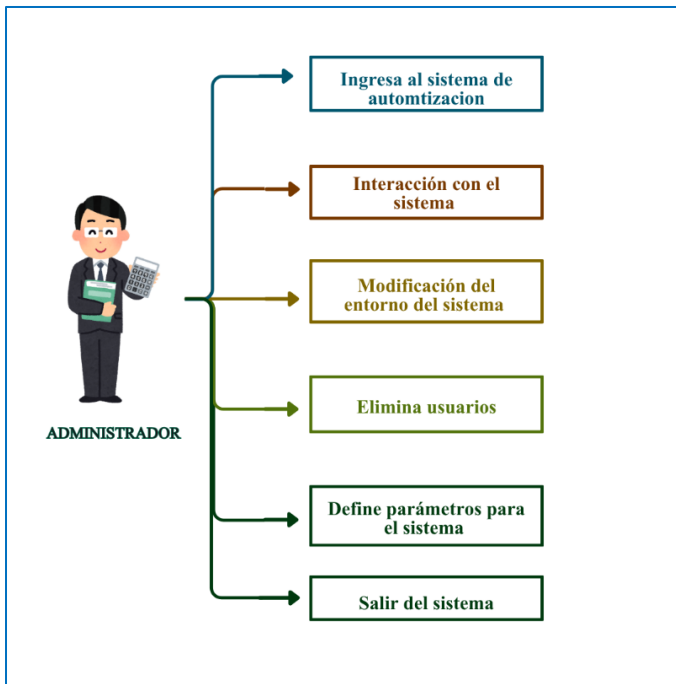 Ingresa al sistema de
automtizacion
Interacción con el
sistema
Modificación del
entorno del sistema
Elimina usuarios
ADMINISTRADOR
Define parámetros para
el sistema
Salir del sistema